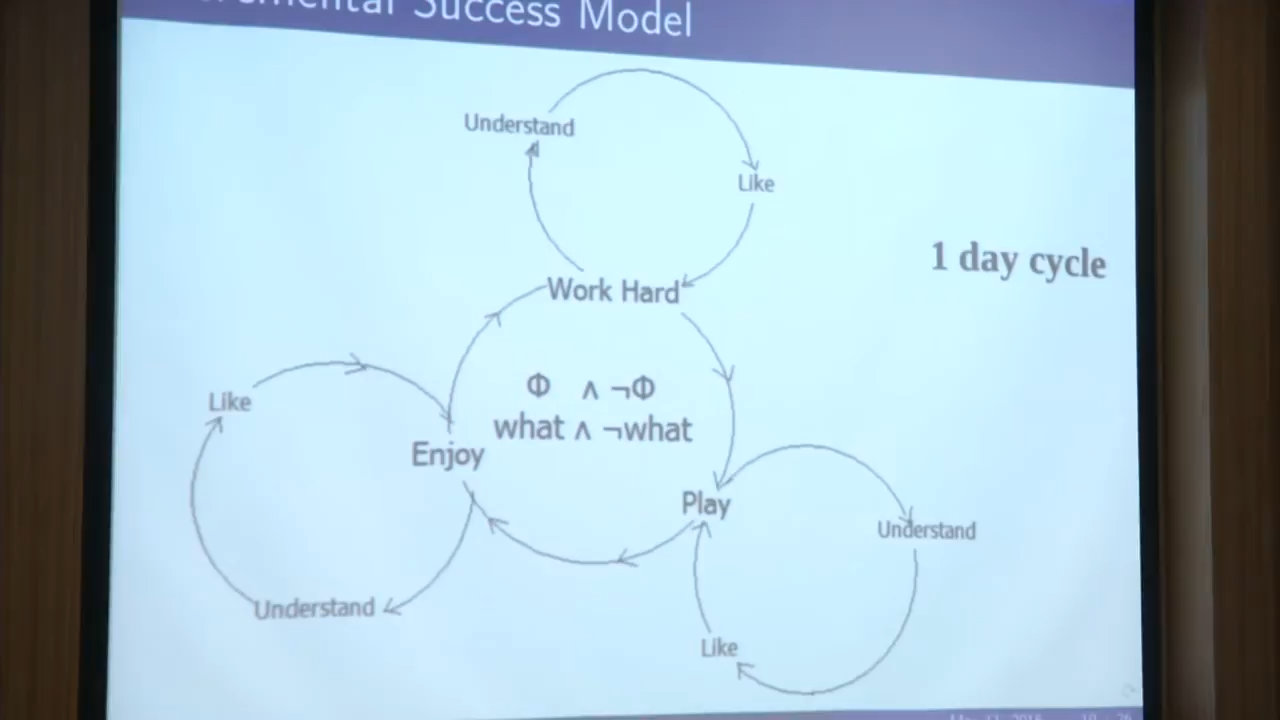 Success Model
Understand
Like
1 day cycle
Work Hard
Φ ∧ ¬Φ
Like
what ∧ ¬what
Enjoy
Play
Understand
Understand
Like